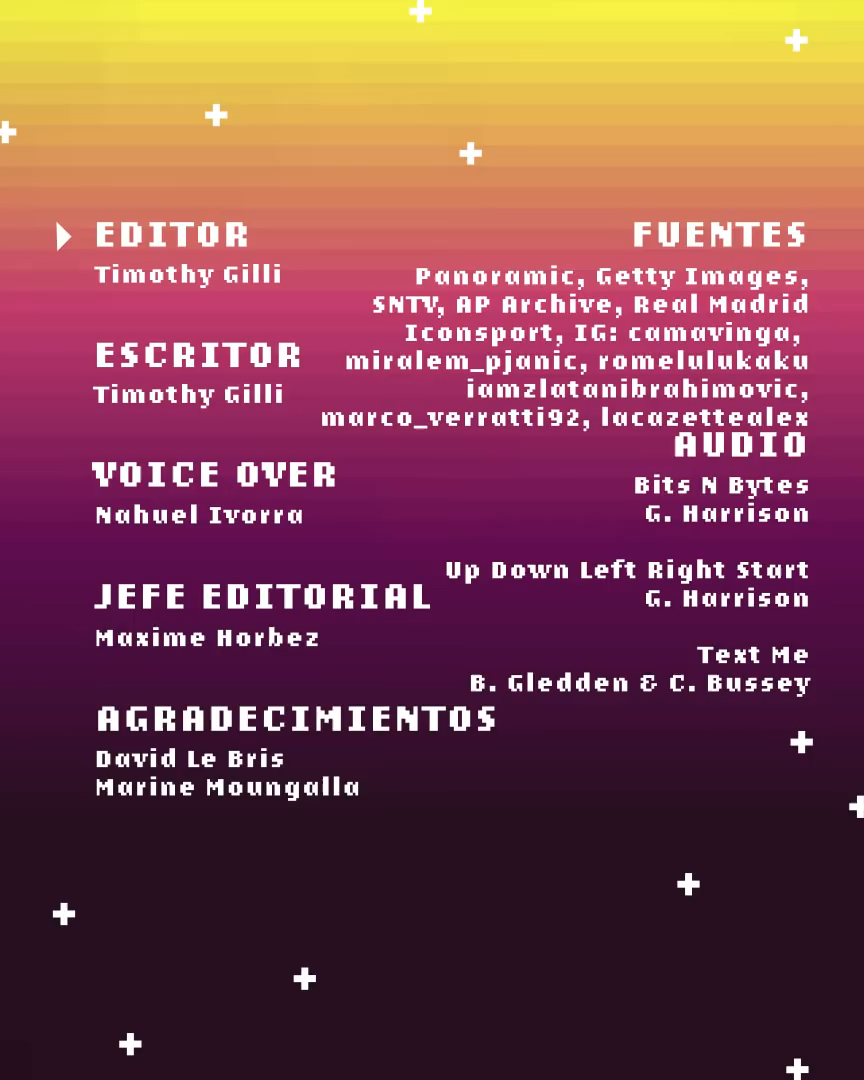 EDITOR
Timothy Gilli
ESCRITOR
Timothy Gilli
VOICE OVER
Nahuel Ivorra
JEFE EDITORIAL
Maxime Horbez
AGRADECIMIENTOS
David Le Bris
Marine Moungalla
FUENTES
Panoramic, Getty Images,
SNTV, AP Archive, Real Madrid
Iconsport, IG: camavinga,
miralem_pjanic, romelulukaku
iamzlatanibrahimovic,
marco_verratti92, lacazettealex
AUDIO
Bits N Bytes
G. Harrison
Up Down Left Right Start
G. Harrison
Text Me
B. Gledden & C. Bussey